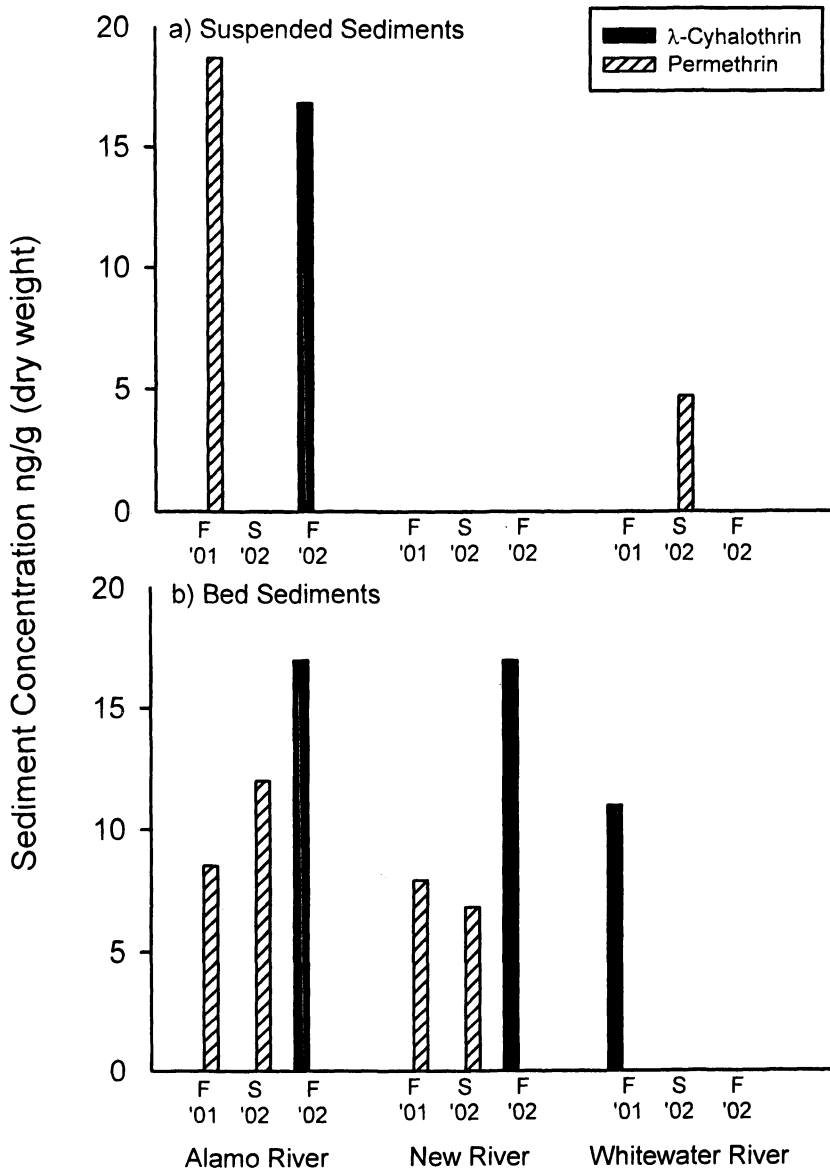 Sediment Concentration ng/g (dry weight)
a) Suspended Sediments
λ-Cyhalothrin
Permethrin
20
15
10
5
0
F S F F S F F S F
'01 '02 '02 '01 '02 '02 '01 '02 '02
b) Bed Sediments
20
15
10
5
0
F S F F S F F S F
'01 '02 '02 '01 '02 '02 '01 '02 '02
Alamo River New River Whitewater River